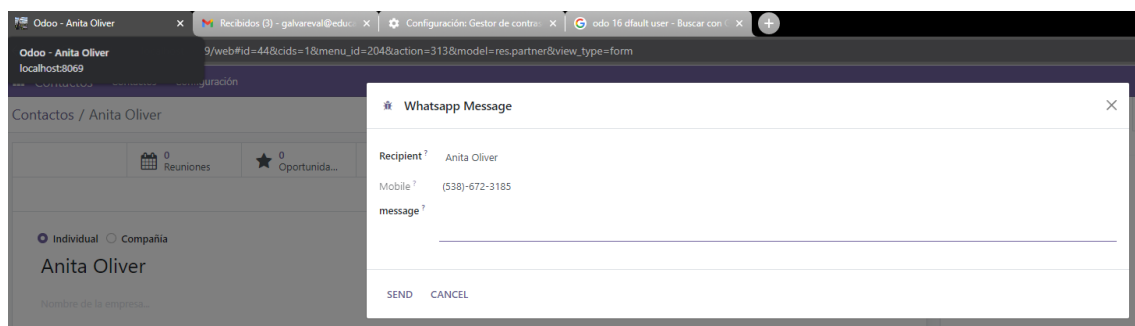 Odoo - Anita Oliver
Recibidos (3) - galvareval@educa
Configuración: Gestor de contras
odo 16 dfault user - Buscar con G
Odoo - Anita Oliver
localhost:8069
9/web#id=44&cids=1&menu_id=204&action=313&model=res.partner&view_type=form
Contactos
Configuración
Contactos / Anita Oliver
0
Reuniones
0
Oportunida...
Individual
Compañía
Anita Oliver
Nombre de la empresa...
Whatsapp Message
Recipient ? Anita Oliver
Mobile ? (538)-672-3185
message ?
SEND CANCEL